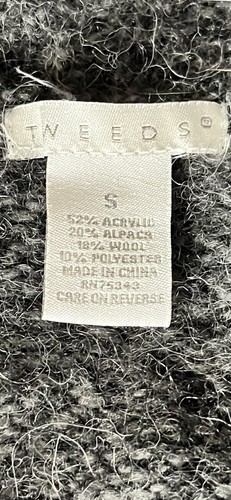 TWEEDS®
S
52% ACRYLIC
20% ALPACA
18% WOOL
10% POLYESTER
MADE IN CHINA
RN75343
CARE ON REVERSE